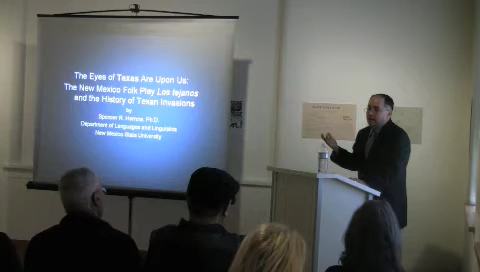 The Eyes of Texas Are Upon Us:
The New Mexico Folk Play Los tejanos
and the History of Texan Invasions
by
Spencer R. Herrera, Ph.D.
Department of Languages and Linguistics
New Mexico State University